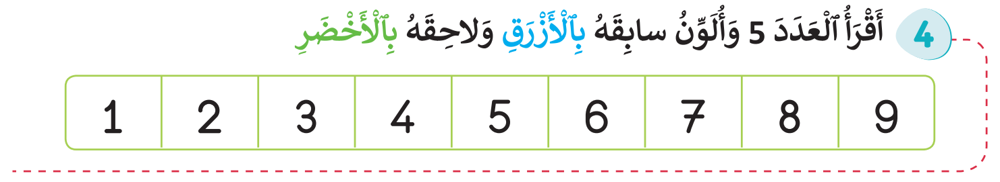 4 أَقْرَأُ ٱلْعَدَدَ 5 وَأُلَوِّنُ سابِقَهُ بِٱلْأَزْرَقِ وَلاحِقَهُ بِٱلْأَخْضَرِ
1 2 3 4 5 6 7 8 9